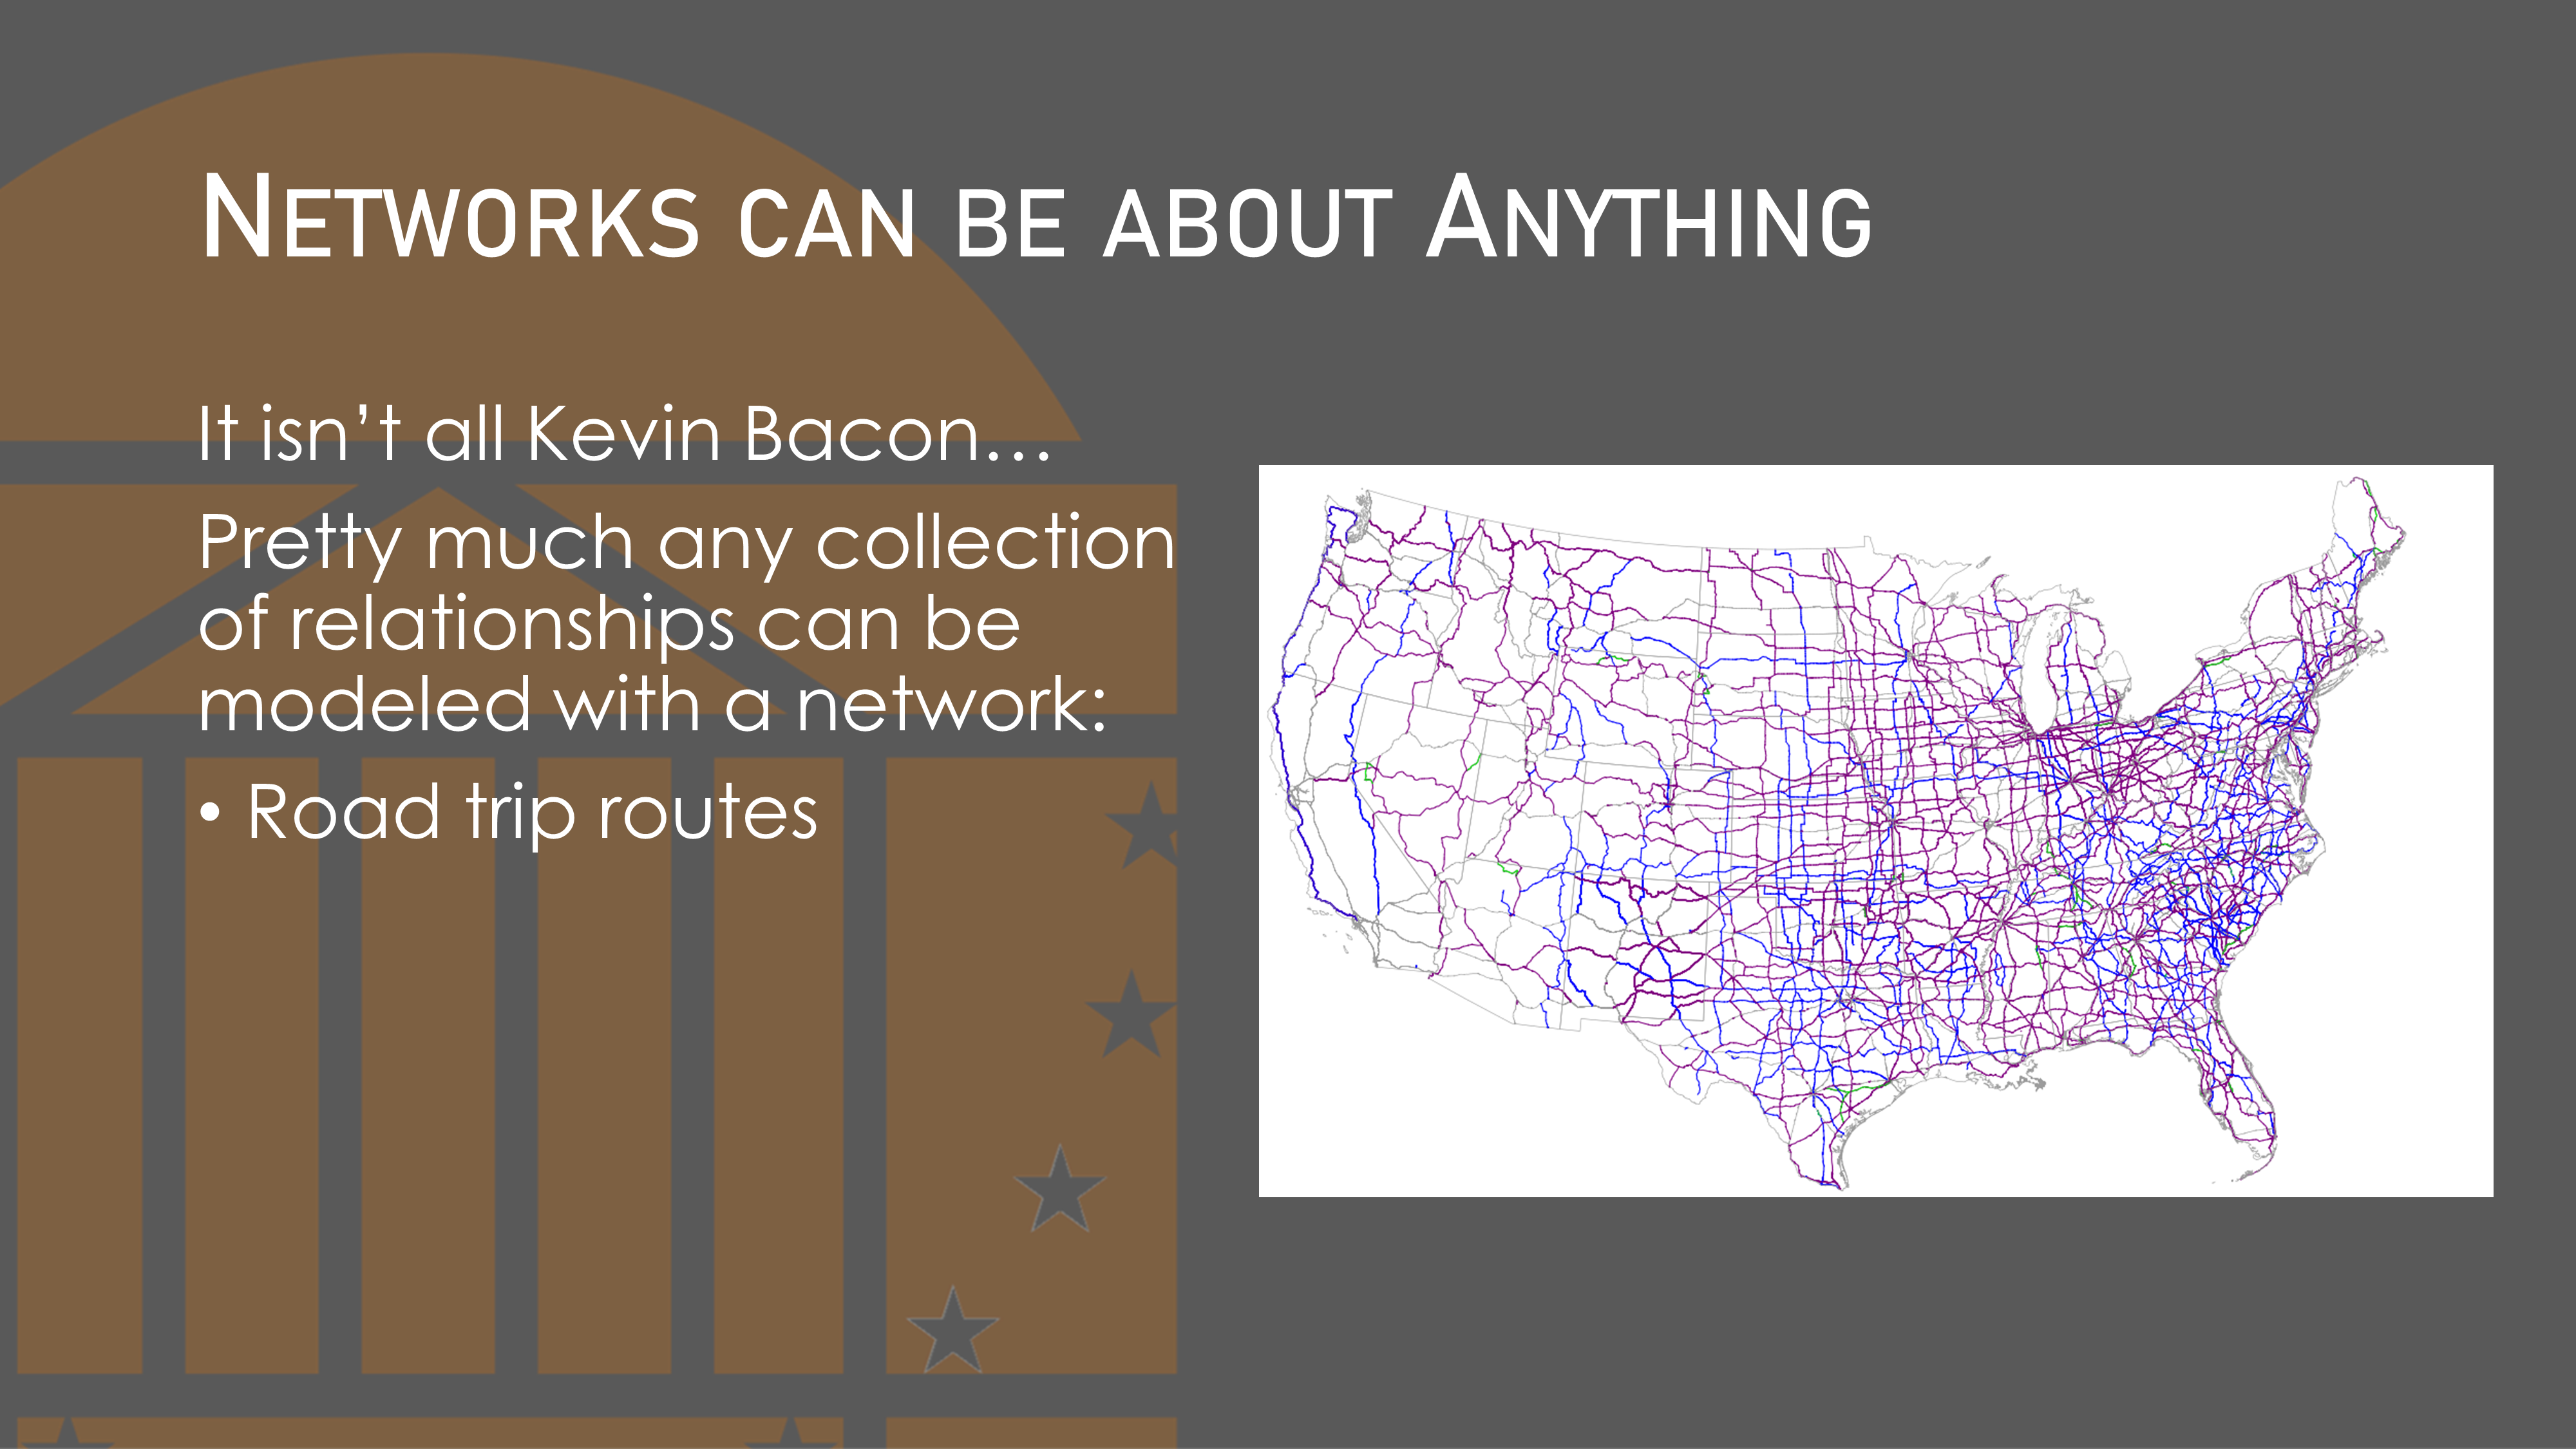 Networks can be about Anything
It isn’t all Kevin Bacon…
Pretty much any collection
of relationships can be
modeled with a network:
• Road trip routes